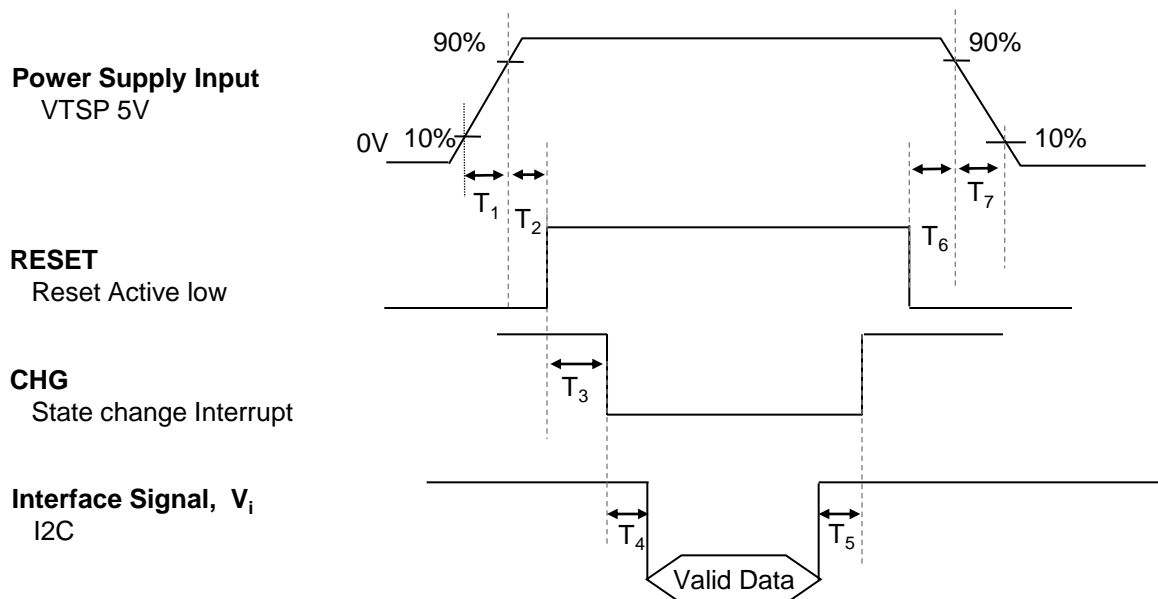 90%
90%
Power Supply Input
VTSP 5V
0V
10%
10%
T1
T2
T6
T7
RESET
Reset Active low
CHG
State change Interrupt
T3
Interface Signal, Vi
I2C
T4
T5
Valid Data